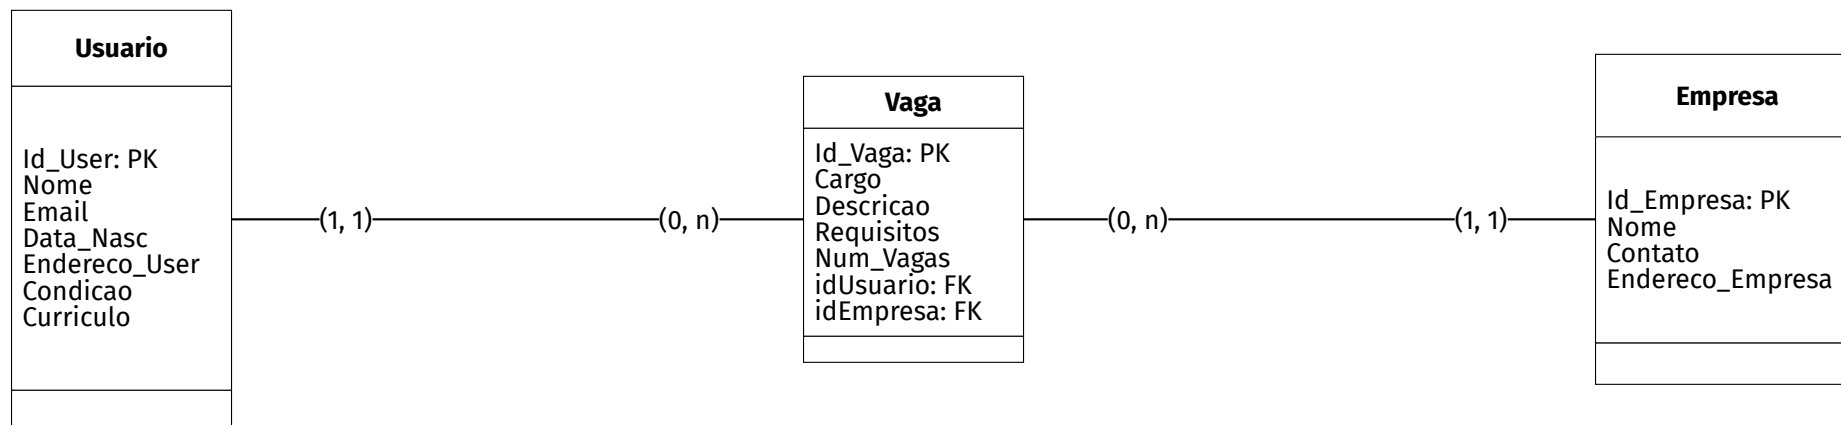 Usuario
Id_User: PK
Nome
Email
Data_Nasc
Endereco_User
Condicao
Curriculo
(1, 1)
(0, n)
Vaga
Id_Vaga: PK
Cargo
Descricao
Requisitos
Num_Vagas
idUsuario: FK
idEmpresa: FK
(0, n)
(1, 1)
Empresa
Id_Empresa: PK
Nome
Contato
Endereco_Empresa